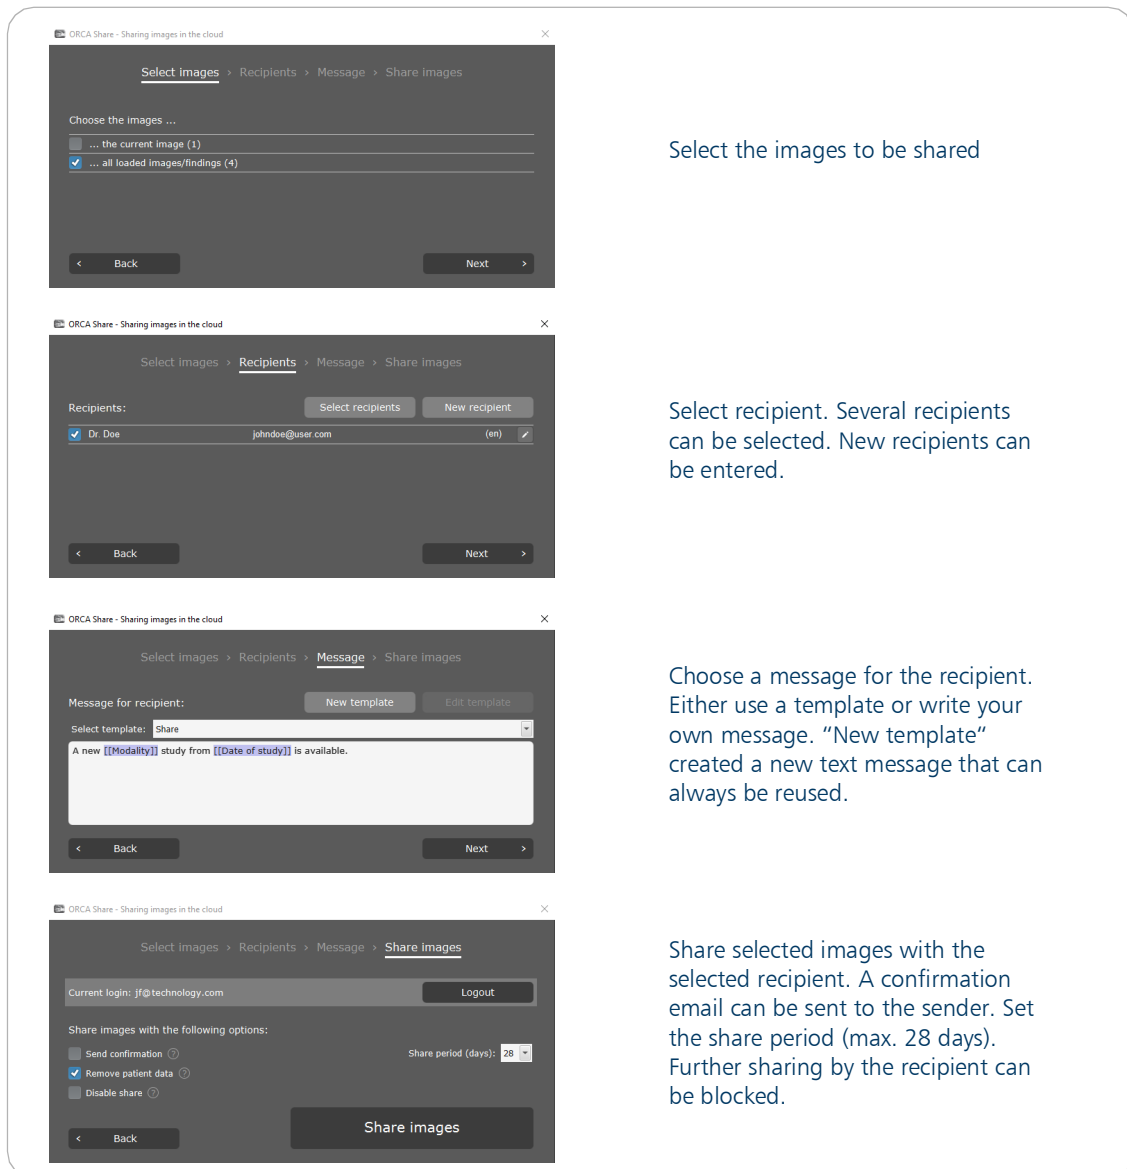 ORCA Share - Sharing images in the cloud
Select images › Recipients › Message › Share images
Choose the images ...
... the current image (1)
... all loaded images/findings (4)
‹ Back
Next ›
Select the images to be shared
ORCA Share - Sharing images in the cloud
Select images › Recipients › Message › Share images
Recipients:
Select recipients
New recipient
Dr. Doe johndoe@user.com (en)
‹ Back
Next ›
Select recipient. Several recipients
can be selected. New recipients can
be entered.
ORCA Share - Sharing images in the cloud
Select images › Recipients › Message › Share images
Message for recipient:
New template
Edit template
Select template: Share
A new [[Modality]] study from [[Date of study]] is available.
‹ Back
Next ›
Choose a message for the recipient.
Either use a template or write your
own message. “New template“
created a new text message that can
always be reused.
ORCA Share - Sharing images in the cloud
Select images › Recipients › Message › Share images
Current login: jf@technology.com
Logout
Share images with the following options:
Send confirmation ?
Share period (days): 28
Remove patient data ?
Disable share ?
‹ Back
Share images
Share selected images with the
selected recipient. A confirmation
email can be sent to the sender. Set
the share period (max. 28 days).
Further sharing by the recipient can
be blocked.